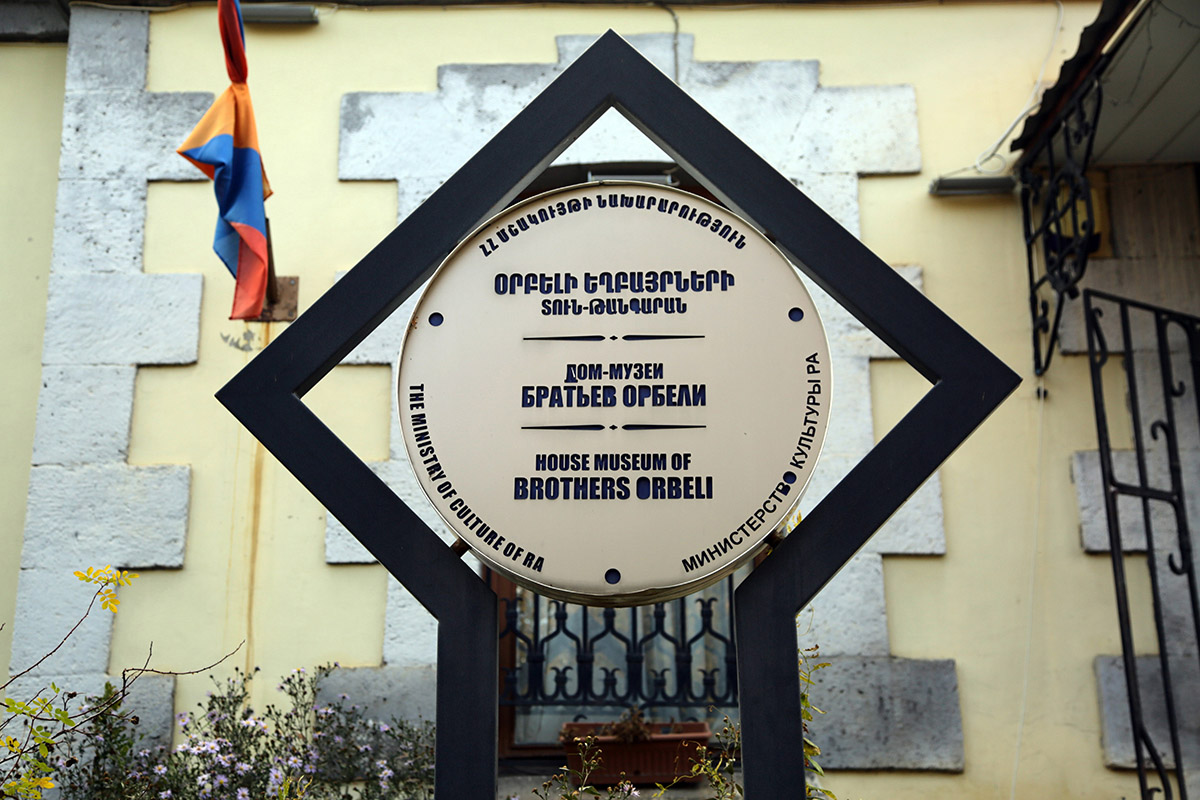 ՀՀ ՄՇԱԿՈՒՅԹԻ ՆԱԽԱՐԱՐՈՒԹՅՈՒՆ
ՕՐԲԵԼԻ ԵՂԲԱՅՐՆԵՐԻ
ՏՈՒՆ-ԹԱՆԳԱՐԱՆ
ДОМ-МУЗЕИ
БРАТЬЕВ ОРБЕЛИ
HOUSE MUSEUM OF
BROTHERS ORBELI
THE MINISTRY OF CULTURE OF RA
МИНИСТЕРСТВО КУЛЬТУРЫ РА